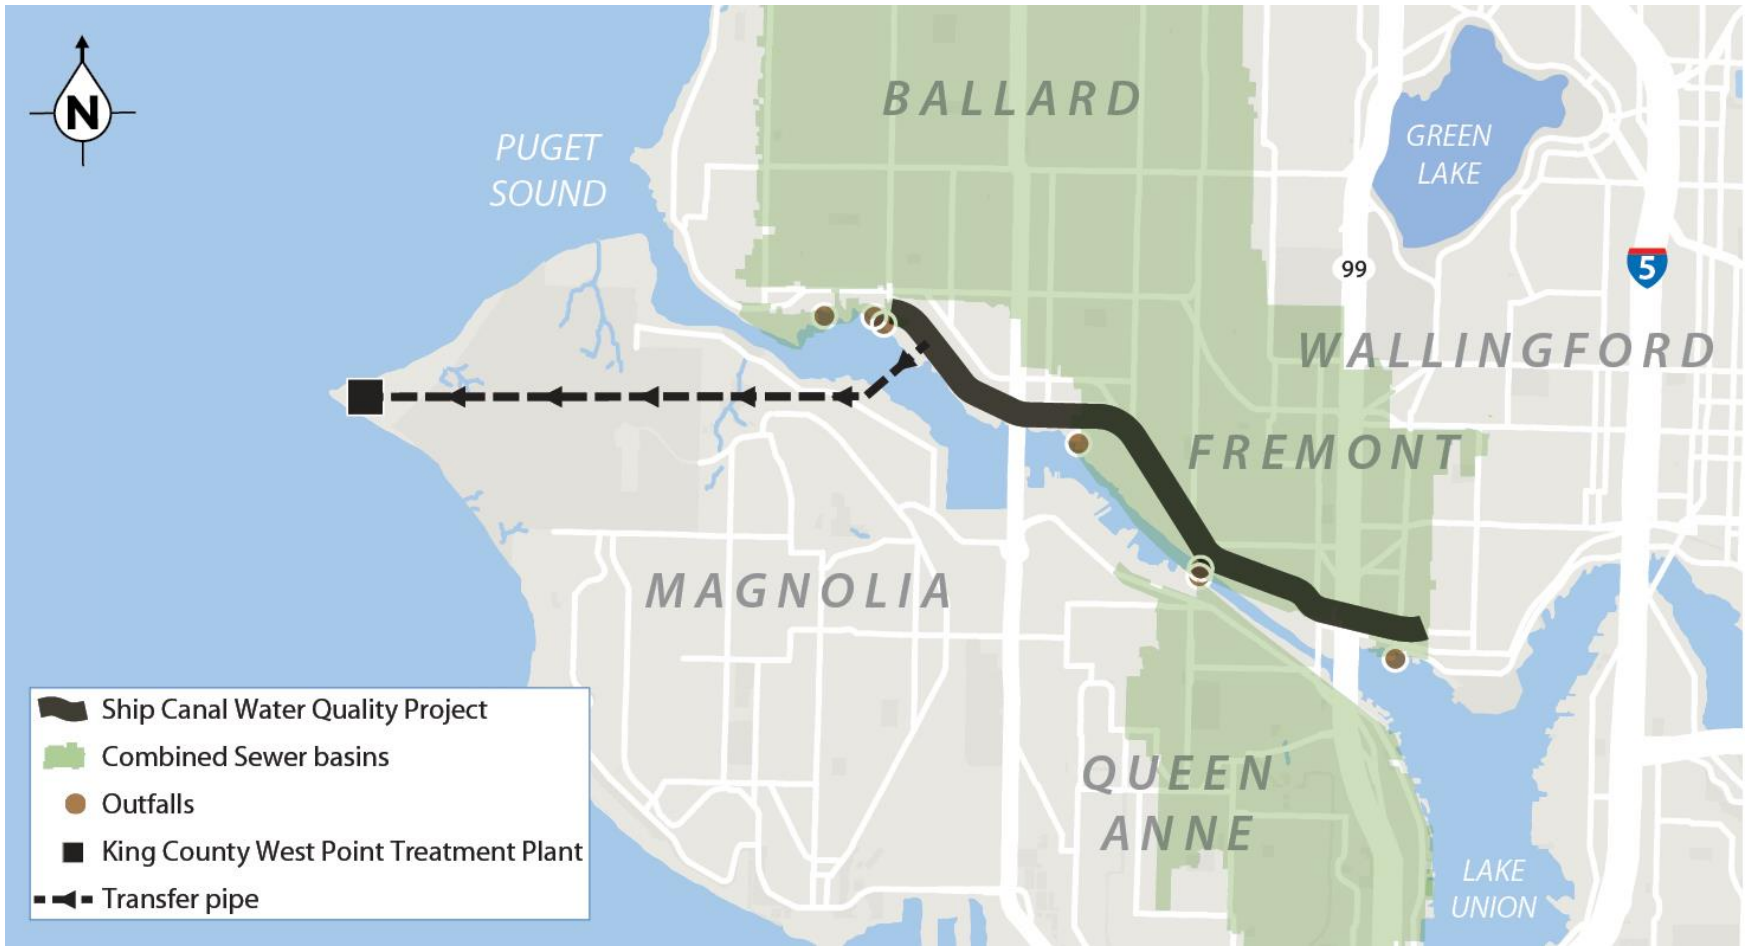 N
PUGET
SOUND
BALLARD
GREEN
LAKE
99
5
WALLINGFORD
FREMONT
MAGNOLIA
QUEEN
ANNE
LAKE
UNION
Ship Canal Water Quality Project
Combined Sewer basins
Outfalls
King County West Point Treatment Plant
Transfer pipe